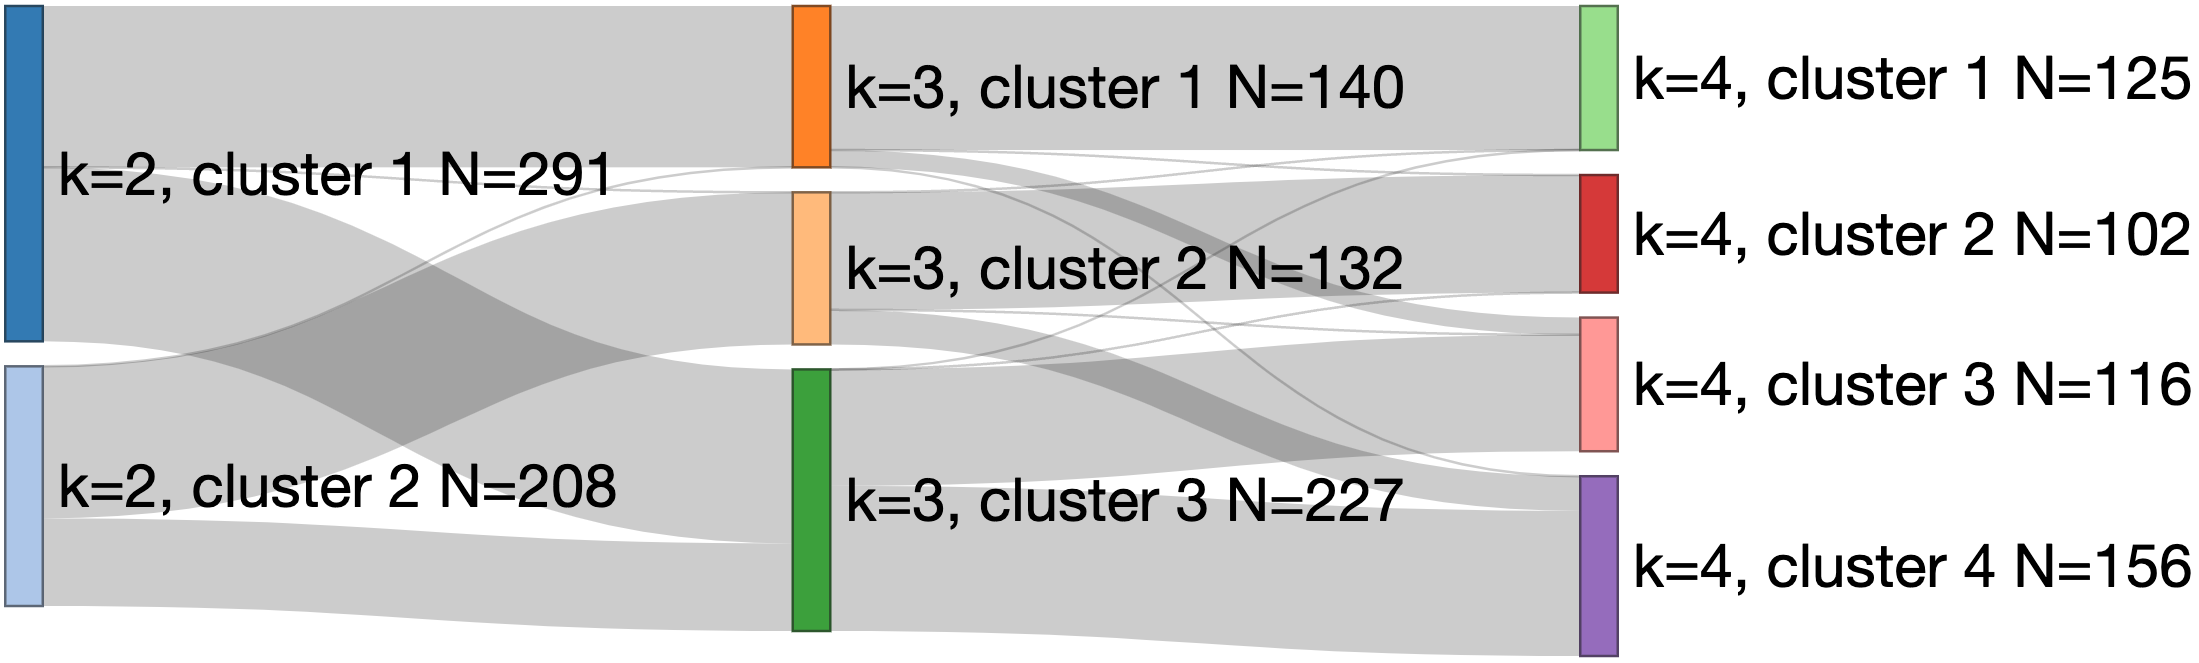 k=2, cluster 1 N=291
k=2, cluster 2 N=208
k=3, cluster 1 N=140
k=3, cluster 2 N=132
k=3, cluster 3 N=227
k=4, cluster 1 N=125
k=4, cluster 2 N=102
k=4, cluster 3 N=116
k=4, cluster 4 N=156